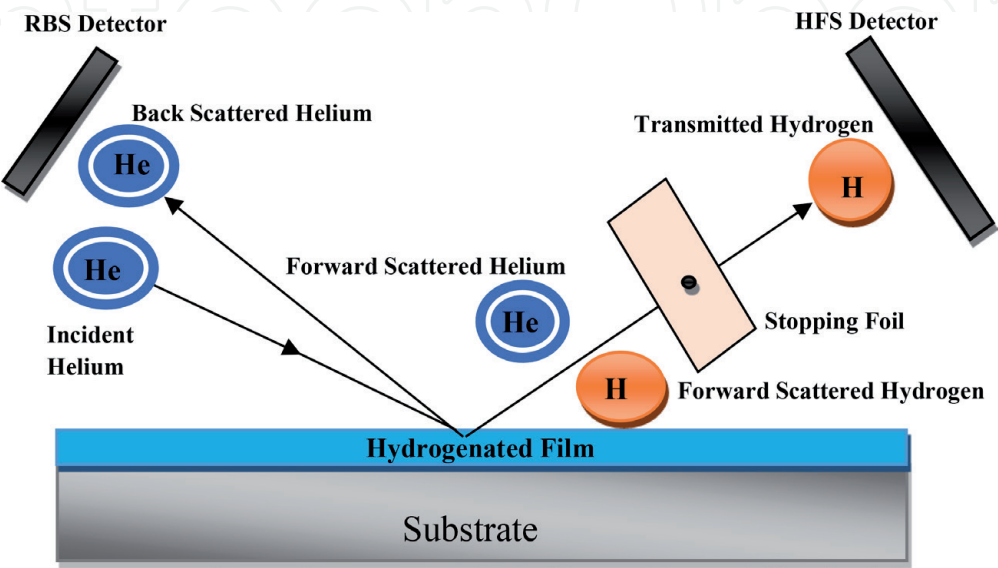 RBS Detector
HFS Detector
Back Scattered Helium
Transmitted Hydrogen
He
H
He
Forward Scattered Helium
He
Incident
Helium
Stopping Foil
H
Forward Scattered Hydrogen
Hydrogenated Film
Substrate